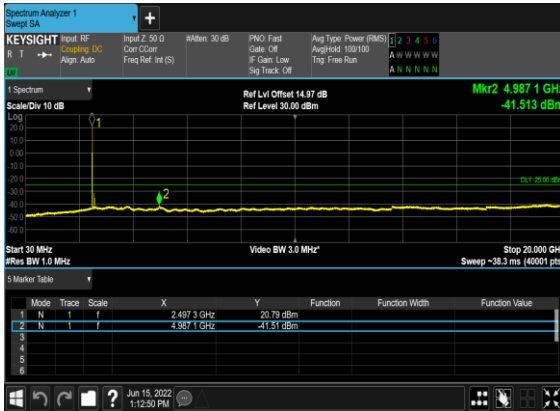 Spectrum Analyzer 1
Swept SA
KEYSIGHT Input: RF Input Z: 50 Ω #Atten: 30 dB PNO: Fast Avg Type: Power (RMS) 1 2 3 4 5 6
R T Coupling: DC Corr CCorr Gate: Off Avg|Hold: 100/100 A W W W W W
Align: Auto Freq Ref: Int (S) IF Gain: Low Trig: Free Run
Sig Track: Off A N N N N N
1 Spectrum Ref Lvl Offset 14.97 dB Mkr2 4.987 1 GHz
Scale/Div 10 dB Ref Level 30.00 dBm -41.513 dBm
Log
20.0
10.0
0.00
-10.0
-20.0
-30.0
-40.0
-50.0
-60.0
1
2
DL1 -25.00 dBm
Start 30 MHz Video BW 3.0 MHz* Stop 20.000 GHz
#Res BW 1.0 MHz Sweep ~38.3 ms (40001 pts)
5 Marker Table
Mode Trace Scale X Y Function Function Width Function Value
1 N 1 f 2.497 3 GHz 20.79 dBm
2 N 1 f 4.987 1 GHz -41.51 dBm
3
4
5
6
Jun 15, 2022
1:12:50 PM